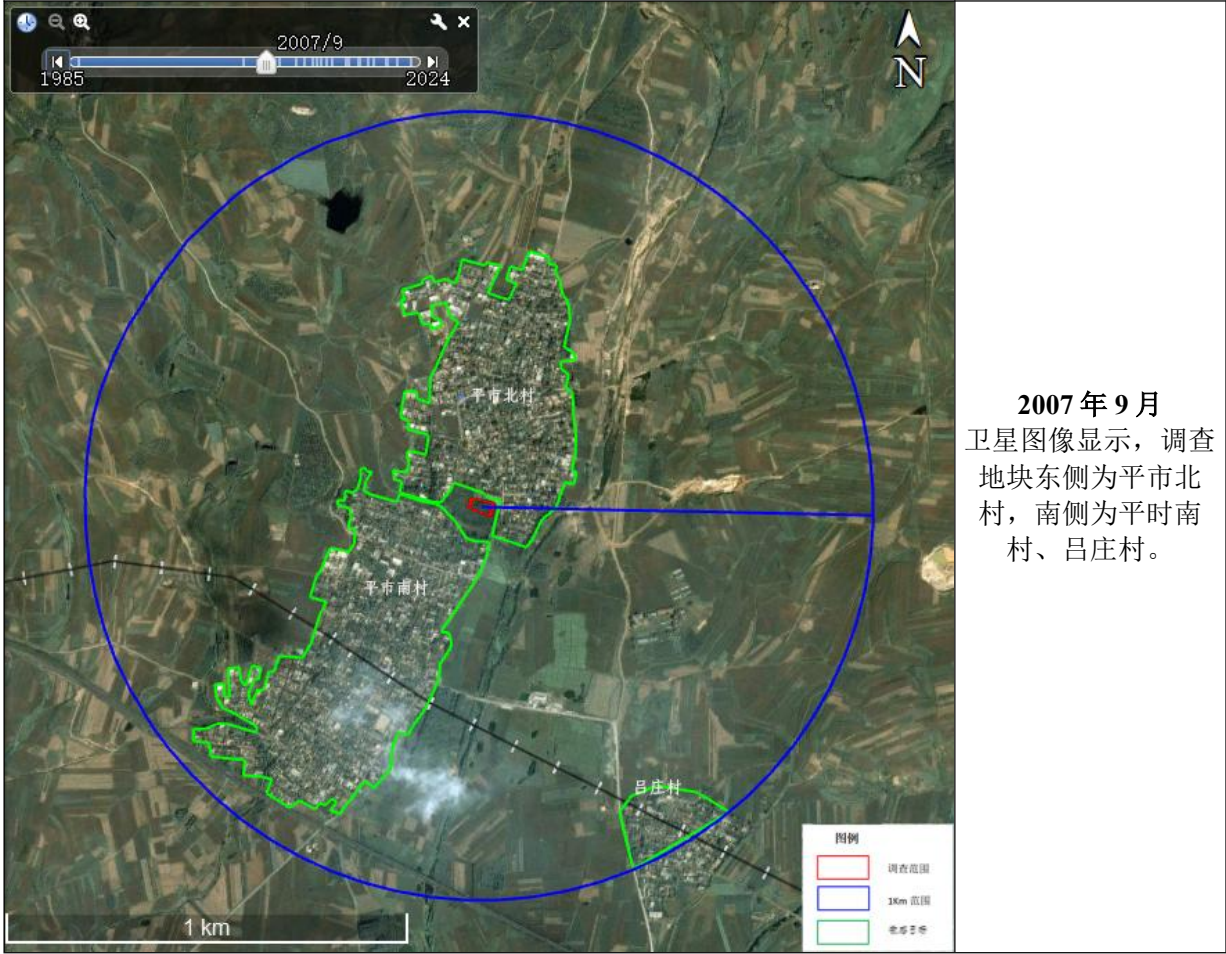 2007/9
1985
2024
N
平市北村
平市南村
吕庄村
1 km
图例
调查范围
1Km 范围
2007 年 9 月
卫星图像显示，调查
地块东侧为平市北
村，南侧为平时南
村、吕庄村。